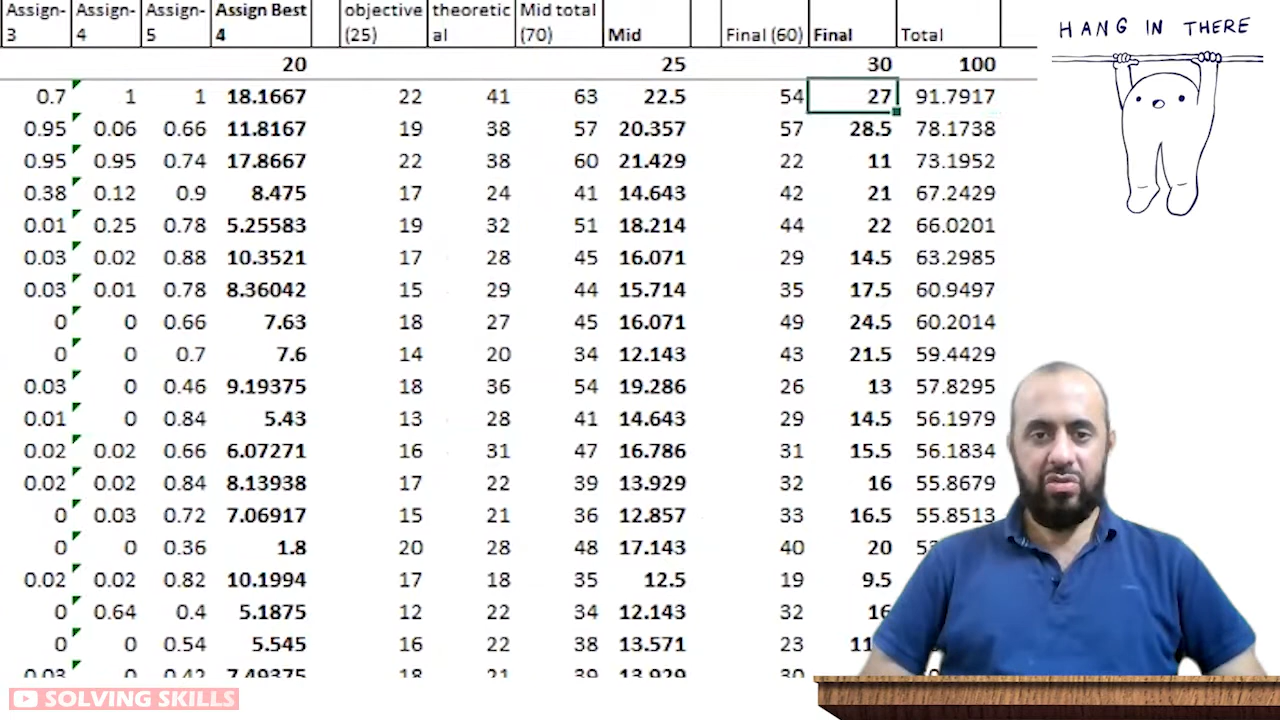 Assign-3 Assign-4 Assign-5 Assign Best 4 objective (25) theoretical Mid total (70) Mid Final (60) Final Total
20 25 30 100
0.7 1 1 18.1667 22 41 63 22.5 54 27 91.7917
0.95 0.06 0.66 11.8167 19 38 57 20.357 57 28.5 78.1738
0.95 0.95 0.74 17.8667 22 38 60 21.429 22 11 73.1952
0.38 0.12 0.9 8.475 17 24 41 14.643 42 21 67.2429
0.01 0.25 0.78 5.25583 19 32 51 18.214 44 22 66.0201
0.03 0.02 0.88 10.3521 17 28 45 16.071 29 14.5 63.2985
0.03 0.01 0.78 8.36042 15 29 44 15.714 35 17.5 60.9497
0 0 0.66 7.63 18 27 45 16.071 49 24.5 60.2014
0 0 0.7 7.6 14 20 34 12.143 43 21.5 59.4429
0.03 0 0.46 9.19375 18 36 54 19.286 26 13 57.8295
0.01 0 0.84 5.43 13 28 41 14.643 29 14.5 56.1979
0.02 0.02 0.66 6.07271 16 31 47 16.786 31 15.5 56.1834
0.02 0.02 0.84 8.13938 17 22 39 13.929 32 16 55.8679
0 0.03 0.72 7.06917 15 21 36 12.857 33 16.5 55.8513
0 0 0.36 1.8 20 28 48 17.143 40 20
0.02 0.02 0.82 10.1994 17 18 35 12.5 19 9.5
0 0.64 0.4 5.1875 12 22 34 12.143 32 16
0 0 0.54 5.545 16 22 38 13.571 23
0.03 0 0.42 7.49375 18 21 39 13.929 30
HANG IN THERE
SOLVING SKILLS